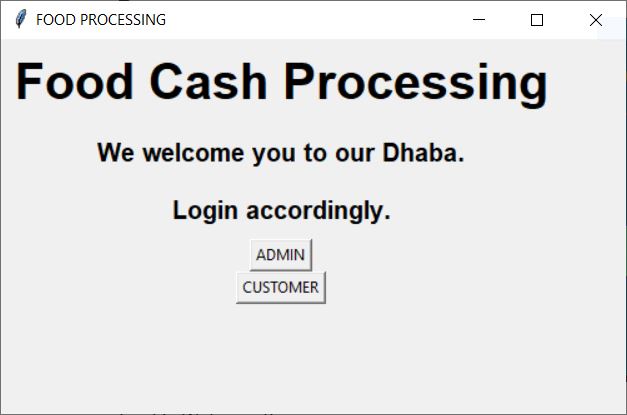 FOOD PROCESSING
Food Cash Processing
We welcome you to our Dhaba.
Login accordingly.
ADMIN
CUSTOMER